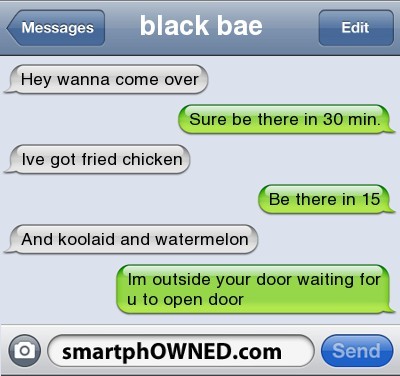 Messages
black bae
Edit
Hey wanna come over
Sure be there in 30 min.
Ive got fried chicken
Be there in 15
And koolaid and watermelon
Im outside your door waiting for
u to open door
smartphOWNED.com
Send